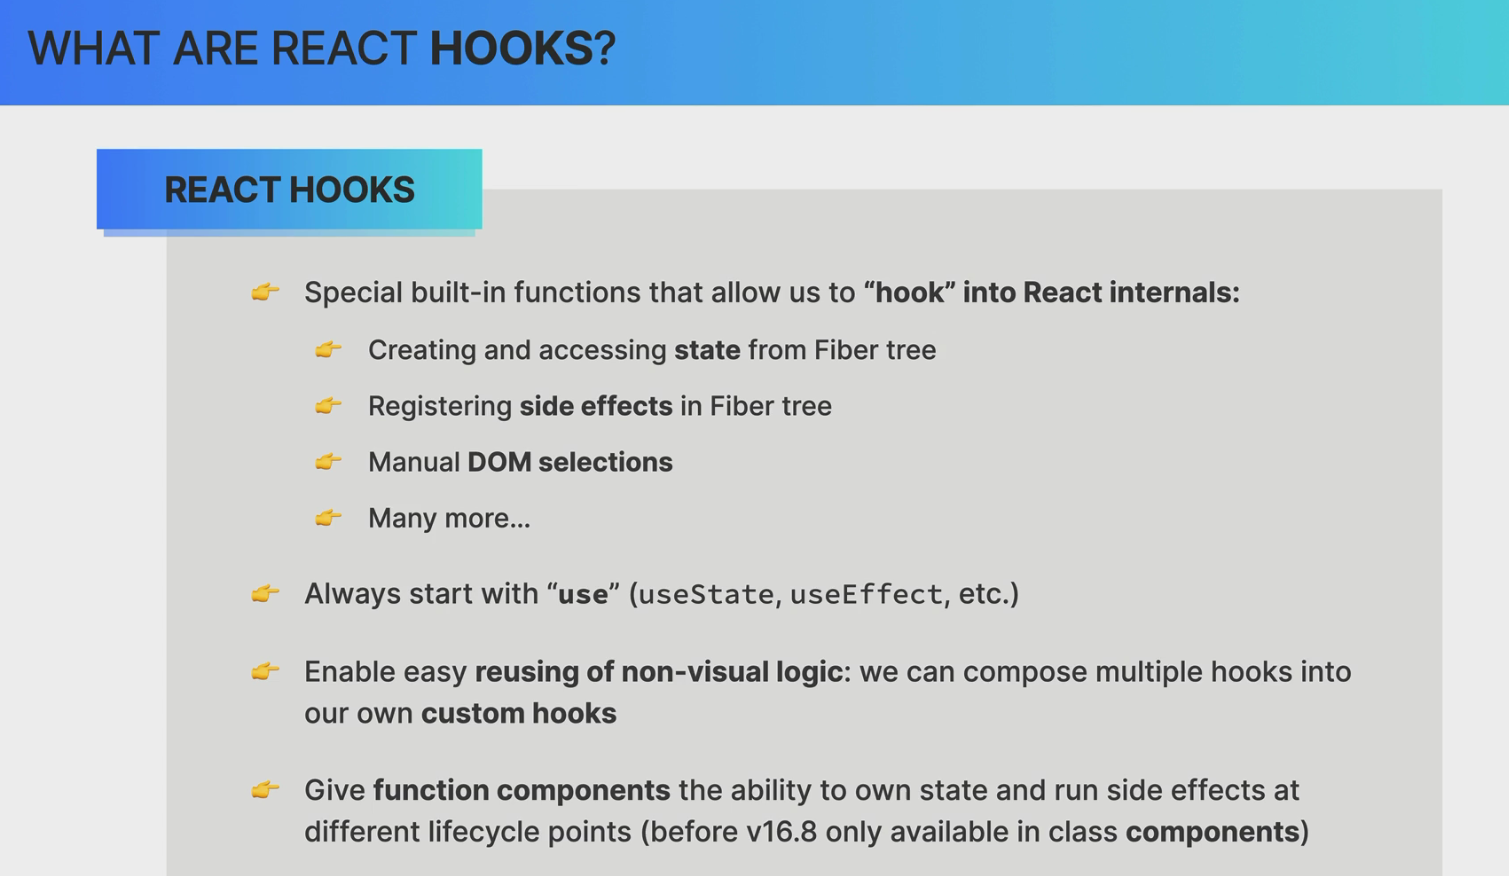 WHAT ARE REACT HOOKS?
REACT HOOKS
👉 Special built-in functions that allow us to “hook” into React internals:
👉 Creating and accessing state from Fiber tree
👉 Registering side effects in Fiber tree
👉 Manual DOM selections
👉 Many more...
👉 Always start with “use” (useState, useEffect, etc.)
👉 Enable easy reusing of non-visual logic: we can compose multiple hooks into
our own custom hooks
👉 Give function components the ability to own state and run side effects at
different lifecycle points (before v16.8 only available in class components)